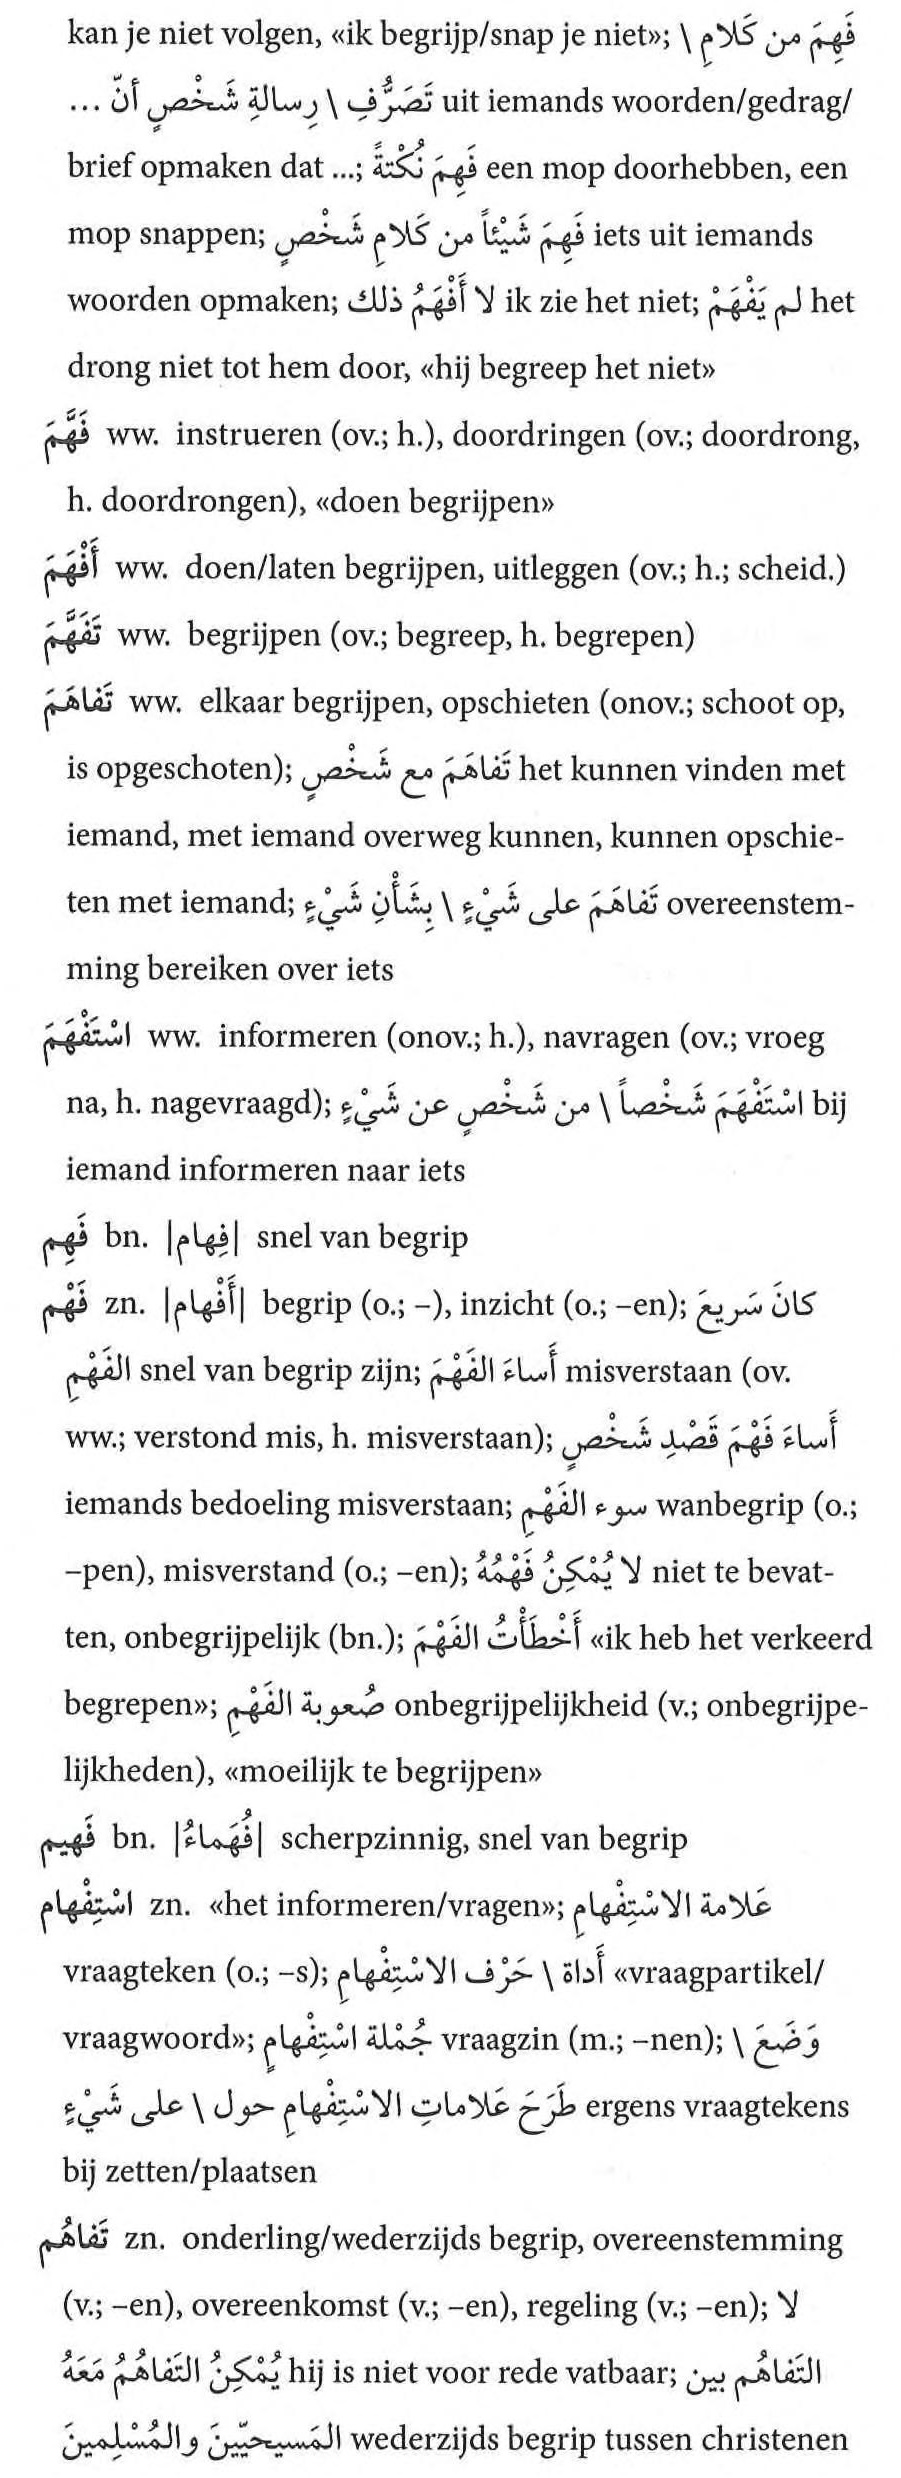 kan je niet volgen, «ik begrijp/snap je niet»; فَهِمَ من كَلامِ \
تَصَرُّفِ \ رِسالةِ شَخْصٍ أنّ ... uit iemands woorden/gedrag/
brief opmaken dat ...; فَهِمَ نُكْتةً een mop doorhebben, een
mop snappen; فَهِمَ شَيْئاً من كَلامِ شَخْصٍ iets uit iemands
woorden opmaken; لا أَفْهَمُ ذلك ik zie het niet; لم يَفْهَمْ het
drong niet tot hem door, «hij begreep het niet»
فَهَّمَ ww. instrueren (ov.; h.), doordringen (ov.; doordrong,
h. doordrongen), «doen begrijpen»
أَفْهَمَ ww. doen/laten begrijpen, uitleggen (ov.; h.; scheid.)
تَفَهَّمَ ww. begrijpen (ov.; begreep, h. begrepen)
تَفاهَمَ ww. elkaar begrijpen, opschieten (onov.; schoot op,
is opgeschoten); تَفاهَمَ مع شَخْصٍ het kunnen vinden met
iemand, met iemand overweg kunnen, kunnen opschie-
ten met iemand; تَفاهَمَ على شَيْءٍ \ بِشَأْنِ شَيْءٍ overeenstem-
ming bereiken over iets
اسْتَفْهَمَ ww. informeren (onov.; h.), navragen (ov.; vroeg
na, h. nagevraagd); اسْتَفْهَمَ شَخْصاً \ من شَخْصٍ عن شَيْءٍ bij
iemand informeren naar iets
فَهِم bn. |فِهام| snel van begrip
فَهْم zn. |أَفْهام| begrip (o.; –), inzicht (o.; –en); كانَ سَريعَ
الفَهْمِ snel van begrip zijn; أَساءَ الفَهْمَ misverstaan (ov.
ww.; verstond mis, h. misverstaan); أَساءَ فَهْمَ قَصْدِ شَخْصٍ
iemands bedoeling misverstaan; سوء الفَهْمِ wanbegrip (o.;
–pen), misverstand (o.; –en); لا يُمْكِنُ فَهْمُهُ niet te bevat-
ten, onbegrijpelijk (bn.); أَخْطَأْتُ الفَهْمَ «ik heb het verkeerd
begrepen»; صُعوبة الفَهْمِ onbegrijpelijkheid (v.; onbegrijpe-
lijkheden), «moeilijk te begrijpen»
فَهيم bn. |فُهَماءُ| scherpzinnig, snel van begrip
اسْتِفْهام zn. «het informeren/vragen»; عَلامة الاسْتِفْهامِ
vraagteken (o.; –s); أَداة \ حَرْف الاسْتِفْهامِ «vraagpartikel/
vraagwoord»; جُمْلة اسْتِفْهامٍ vraagzin (m.; –nen); وَضَعَ \
طَرَحَ عَلاماتِ الاسْتِفْهامِ حول \ على شَيْءٍ ergens vraagtekens
bij zetten/plaatsen
تَفاهُم zn. onderling/wederzijds begrip, overeenstemming
(v.; –en), overeenkomst (v.; –en), regeling (v.; –en); لا
يُمْكِنُ التَفاهُمُ مَعَهُ hij is niet voor rede vatbaar; التَفاهُم بين
المَسيحيّينَ والمُسْلِمينَ wederzijds begrip tussen christenen